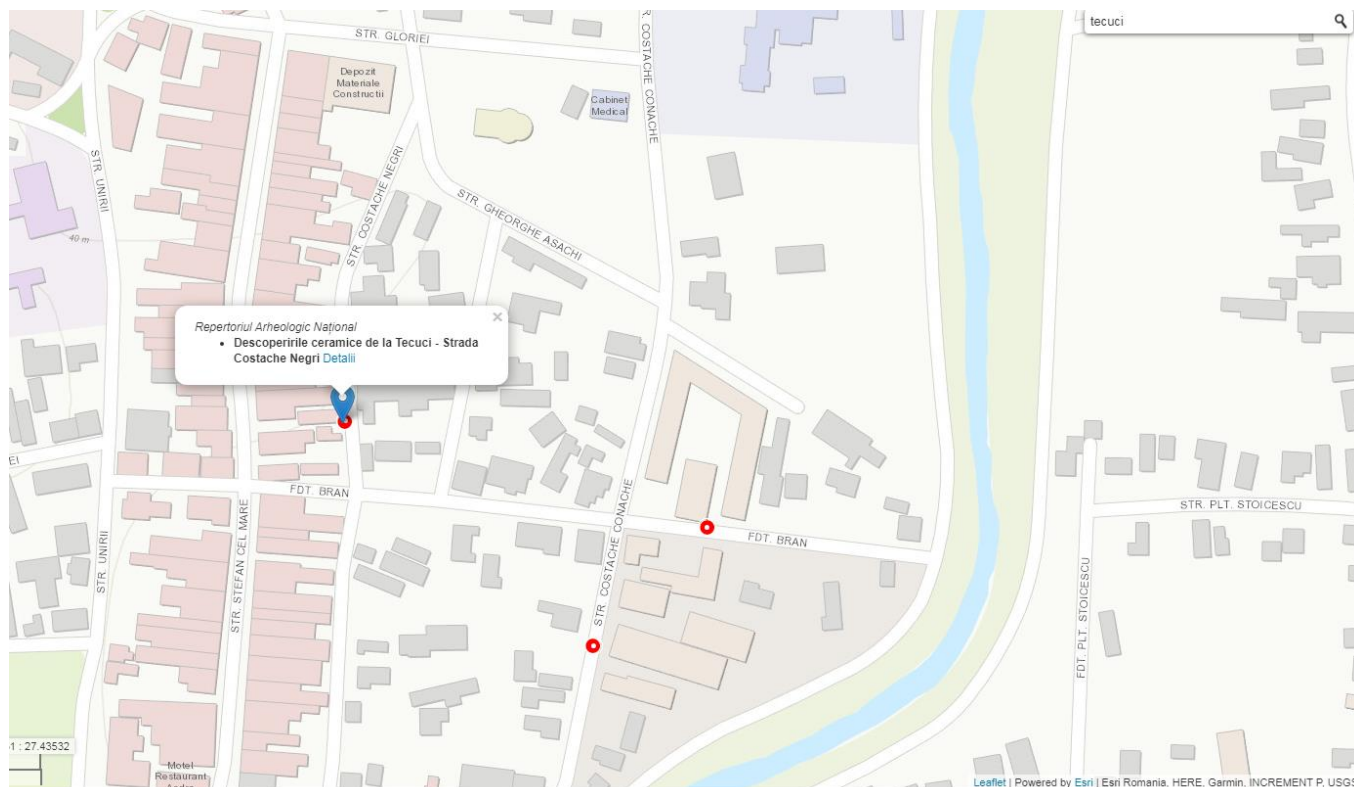 tecuci
STR. GLORIEI
STR. COSTACHE CONACHE
Depozit
Materiale
Constructii
Cabinet
Medical
STR. UNIRII
STR. COSTACHE NEGRI
STR. GHEORGHE ASACHI
40 m
Repertoriul Arheologic Național
Descoperirile ceramice de la Tecuci - Strada
Costache Negri Detalii
×
EI
FDT. BRAN
STR. PLT. STOICESCU
FDT. BRAN
STR. UNIRII
STR. STEFAN CEL MARE
STR. COSTACHE CONACHE
FDT. PLT. STOICESCU
1 : 27.43532
Motel
Restaurant
Leaflet | Powered by Esri | Esri Romania, HERE, Garmin, INCREMENT P, USGS